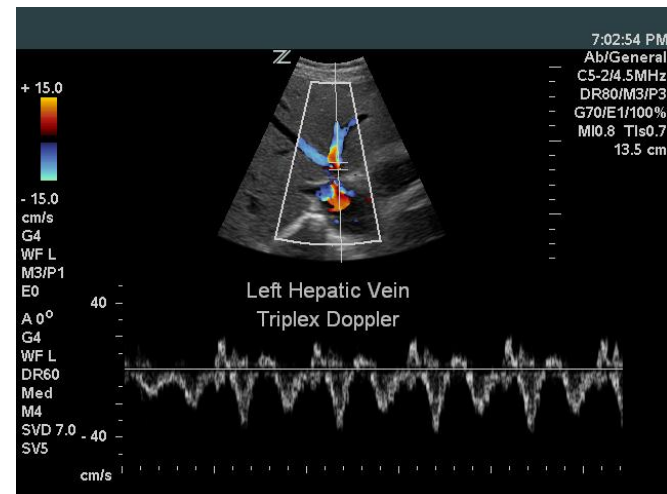 7:02:54 PM
Ab/General
C5-2/4.5MHz
DR80/M3/P3
G70/E1/100%
MI0.8 TIs0.7
13.5 cm
Z
+ 15.0
- 15.0
cm/s
G4
WF L
M3/P1
E0
A 0°
G4
WF L
DR60
Med
M4
SVD 7.0
SV5
Left Hepatic Vein
Triplex Doppler
40
- 40
cm/s